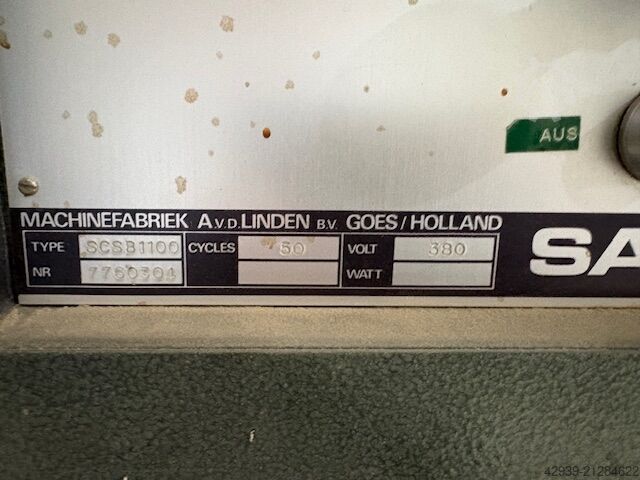 AUS
MACHINEFABRIEK A.V.D. LINDEN B.V. GOES / HOLLAND
TYPE SCSB1100 CYCLES 50 VOLT 380
NR 7760304 WATT
SA
42939-21284622